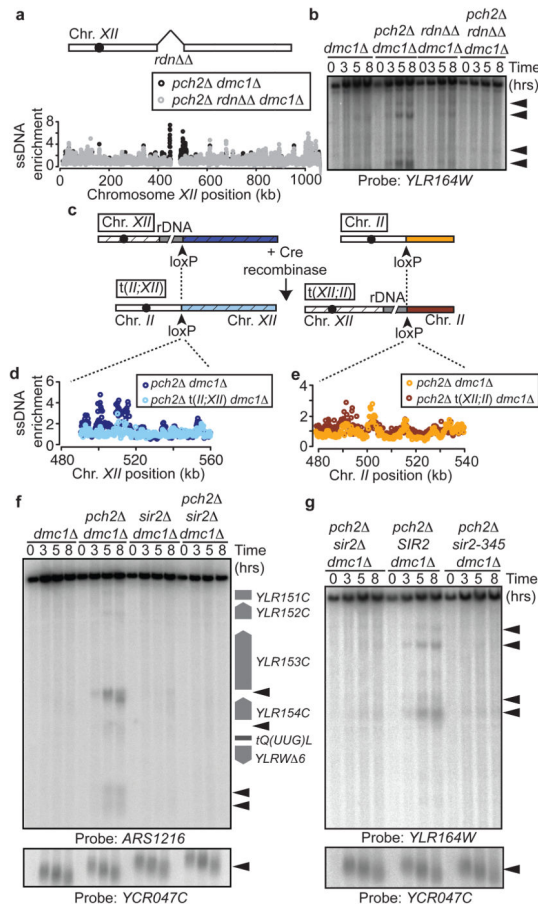 a
Chr. XII
rdnΔΔ
pch2Δ dmc1Δ
pch2Δ rdnΔΔ dmc1Δ
ssDNA enrichment
8
4
0
0 200 400 600 800 1000
Chromosome XII position (kb)
b
dmc1Δ
pch2Δ dmc1Δ
rdnΔΔ dmc1Δ
pch2Δ rdnΔΔ dmc1Δ
0 3 5 8 0 3 5 8 0 3 5 8 0 3 5 8 Time (hrs)
Probe: YLR164W
c
Chr. XII rDNA
loxP
+ Cre recombinase
Chr. II
loxP
t(II;XII)
Chr. II Chr. XII
loxP
t(XII;II) rDNA
Chr. XII Chr. II
loxP
d
pch2Δ dmc1Δ
pch2Δ t(II;XII) dmc1Δ
ssDNA enrichment
6
4
2
0
480 520 560
Chr. XII position (kb)
e
pch2Δ dmc1Δ
pch2Δ t(XII;II) dmc1Δ
4
2
0
480 500 520 540
Chr. II position (kb)
f
dmc1Δ
pch2Δ dmc1Δ
sir2Δ dmc1Δ
pch2Δ sir2Δ dmc1Δ
0 3 5 8 0 3 5 8 0 3 5 8 0 3 5 8 Time (hrs)
YLR151C
YLR152C
YLR153C
YLR154C
tQ(UUG)L
YLRWΔ6
Probe: ARS1216
Probe: YCR047C
g
pch2Δ sir2Δ dmc1Δ
pch2Δ SIR2 dmc1Δ
pch2Δ sir2-345 dmc1Δ
0 3 5 8 0 3 5 8 0 3 5 8 Time (hrs)
Probe: YLR164W
Probe: YCR047C